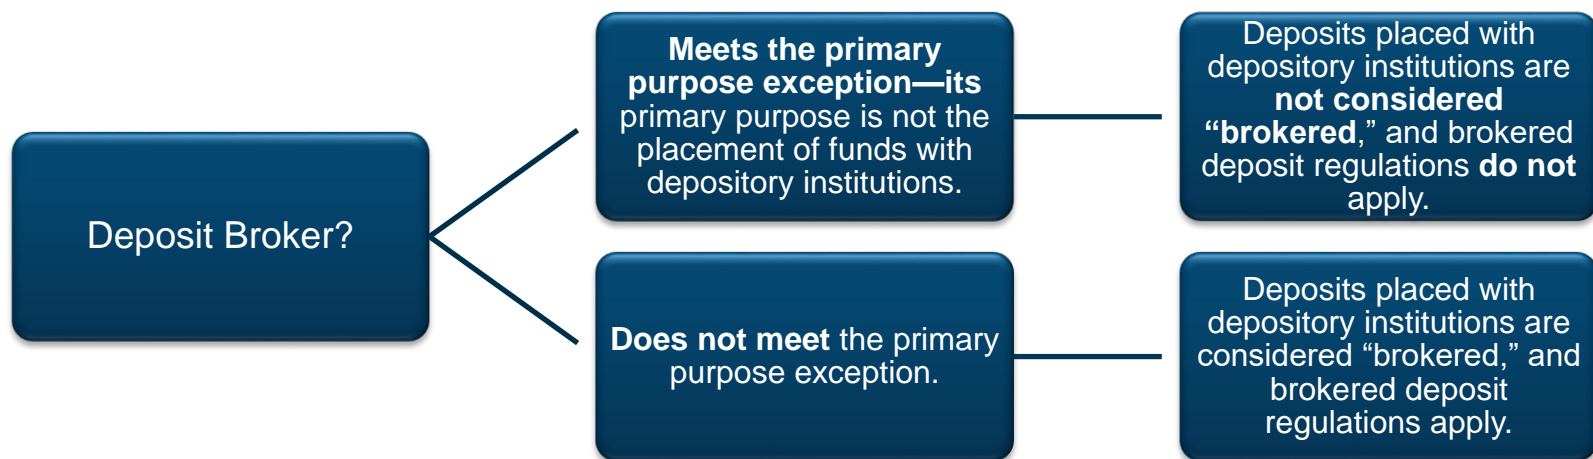 Deposit Broker?
Meets the primary
purpose exception—its
primary purpose is not the
placement of funds with
depository institutions.
Deposits placed with
depository institutions are
not considered
“brokered,” and brokered
deposit regulations do not
apply.
Does not meet the primary
purpose exception.
Deposits placed with
depository institutions are
considered “brokered,” and
brokered deposit
regulations apply.